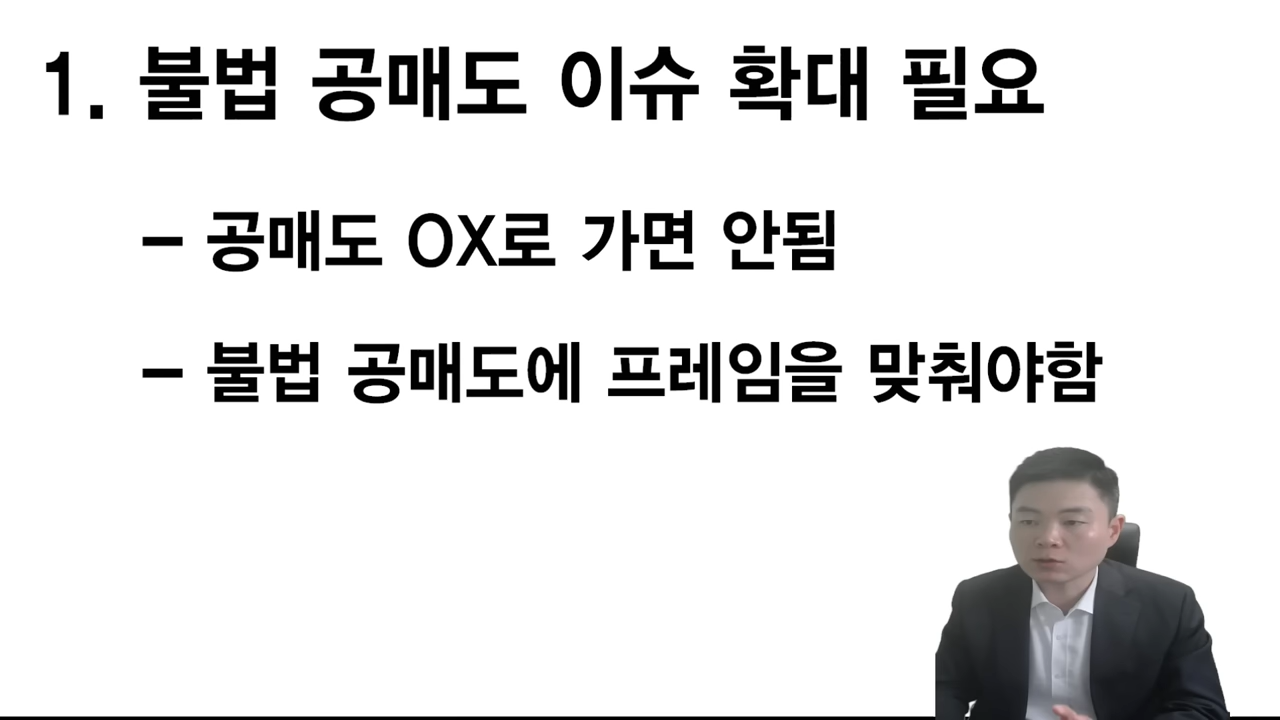 1. 불법 공매도 이슈 확대 필요
- 공매도 OX로 가면 안됨
- 불법 공매도에 프레임을 맞춰야함